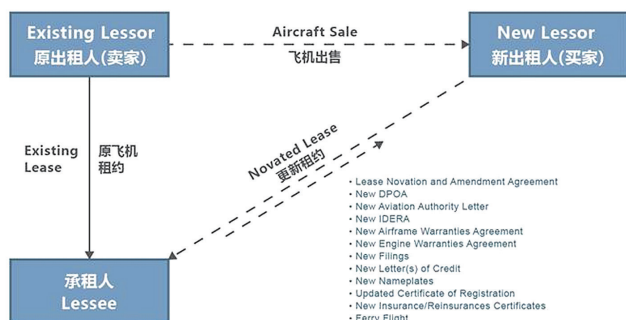 Existing Lessor
原出租人(卖家)
Aircraft Sale
飞机出售
New Lessor
新出租人(买家)
Existing
Lease
原飞机
租约
Novated Lease
更新租约
承租人
Lessee
• Lease Novation and Amendment Agreement
• New DPOA
• New Aviation Authority Letter
• New IDERA
• New Airframe Warranties Agreement
• New Engine Warranties Agreement
• New Filings
• New Letter(s) of Credit
• New Nameplates
• Updated Certificate of Registration
• New Insurance/Reinsurances Certificates
• Ferry Flight